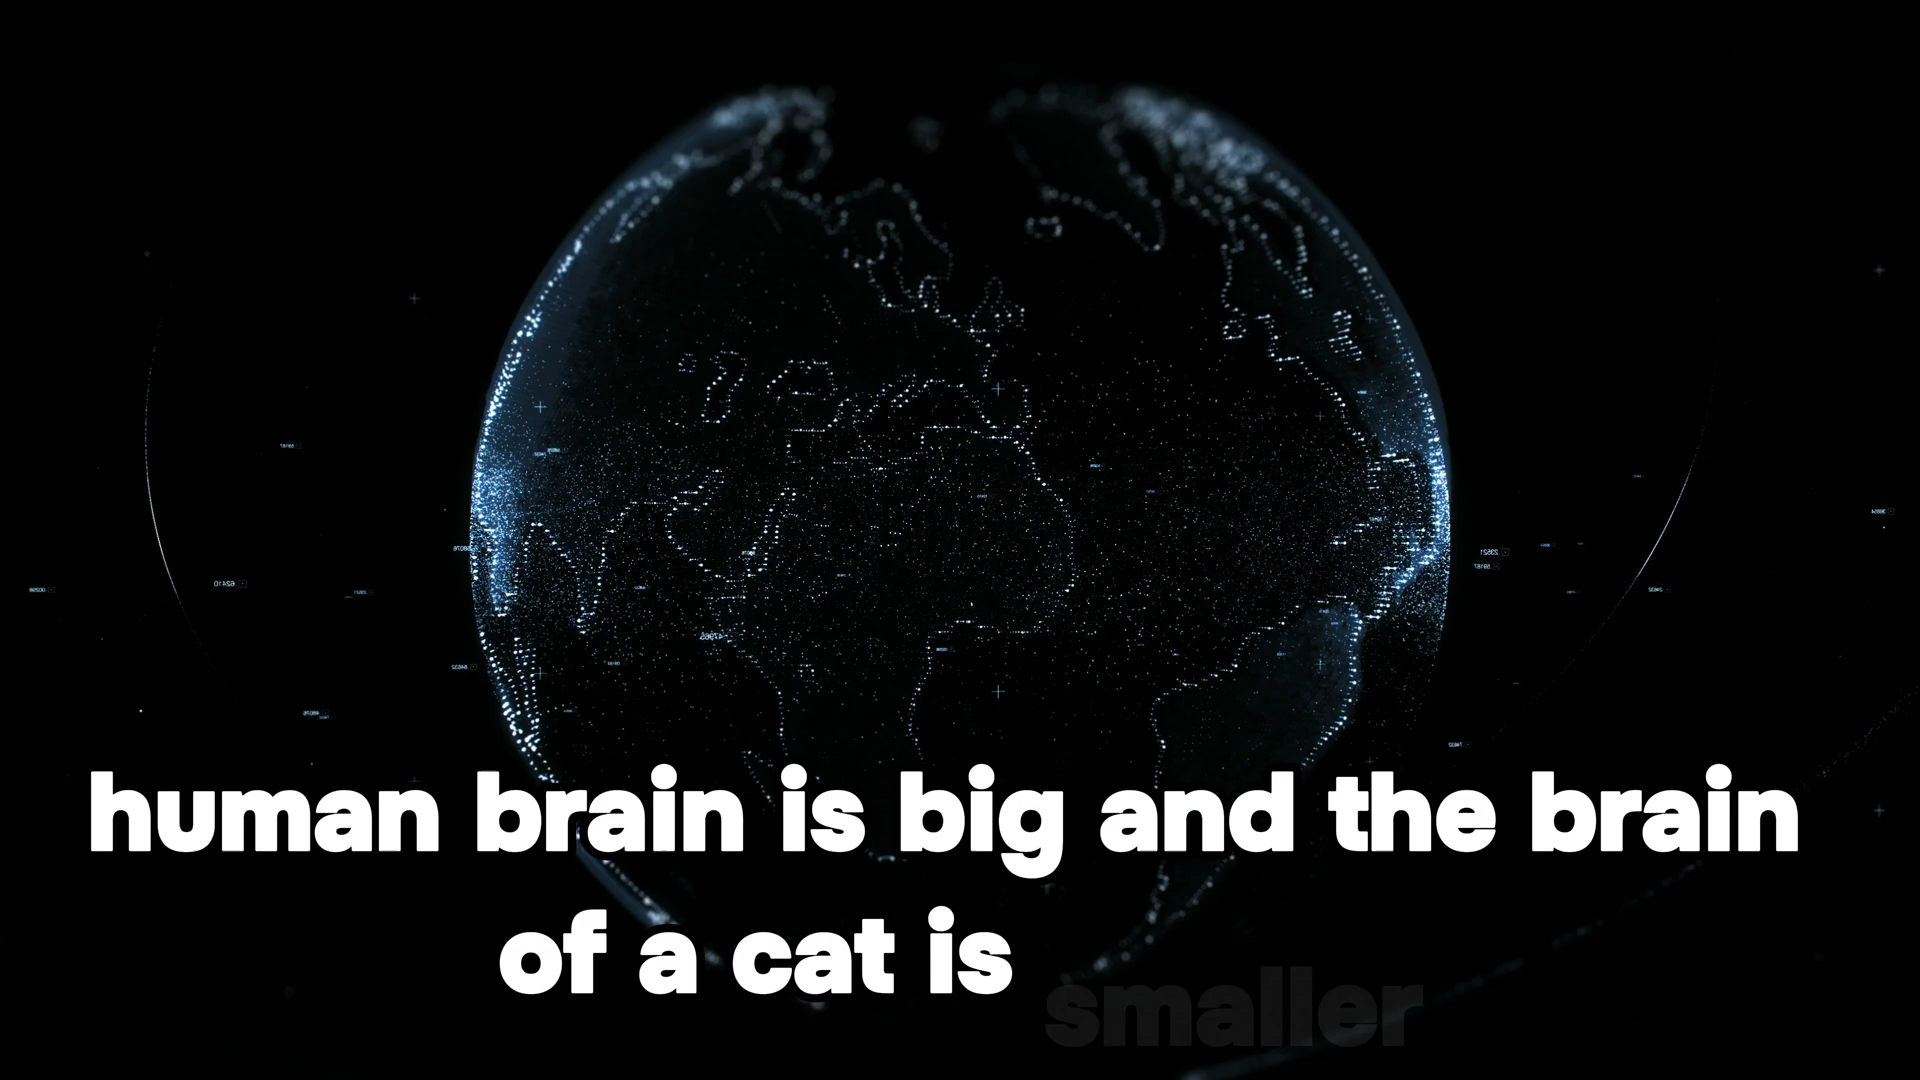 human brain is big and the brain
of a cat is smaller